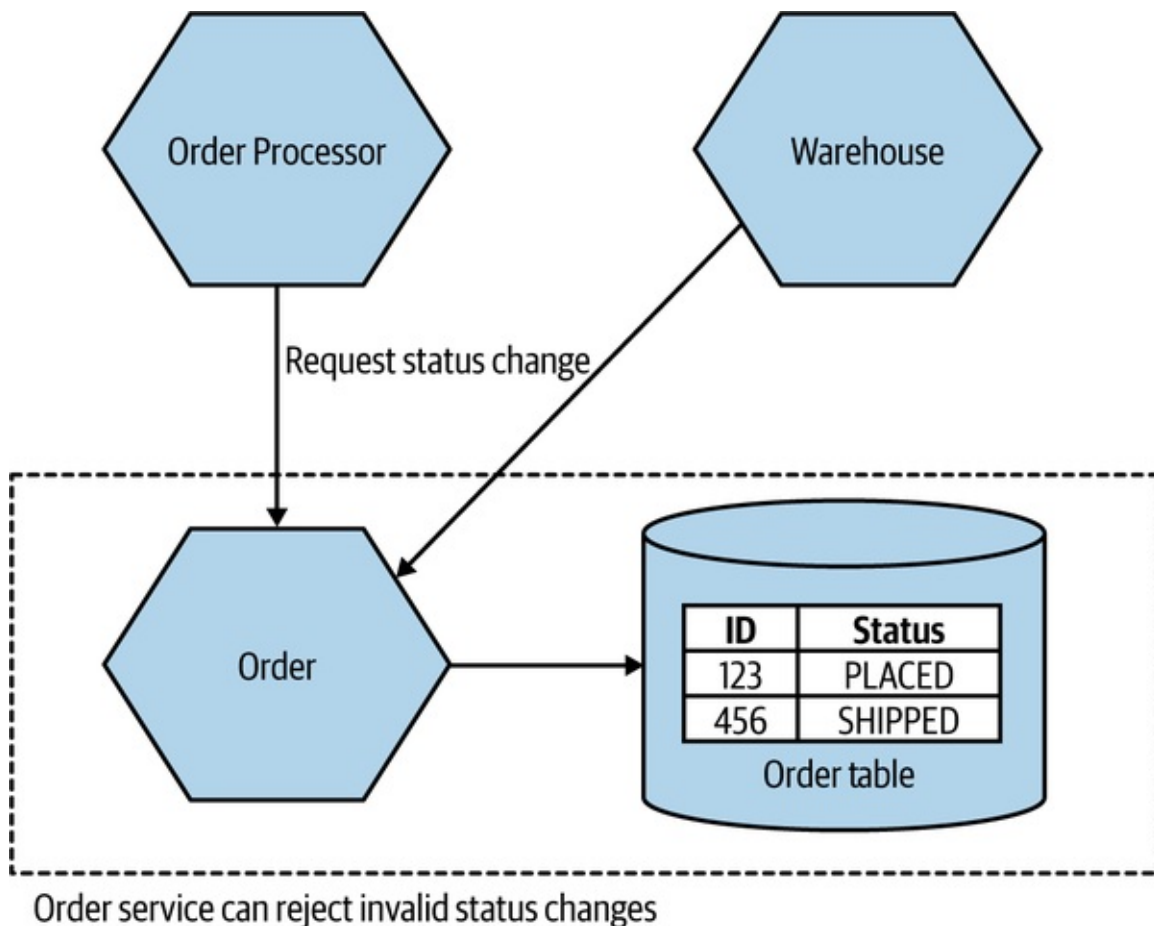 Order Processor
Warehouse
Request status change
Order
ID Status
123 PLACED
456 SHIPPED
Order table
Order service can reject invalid status changes